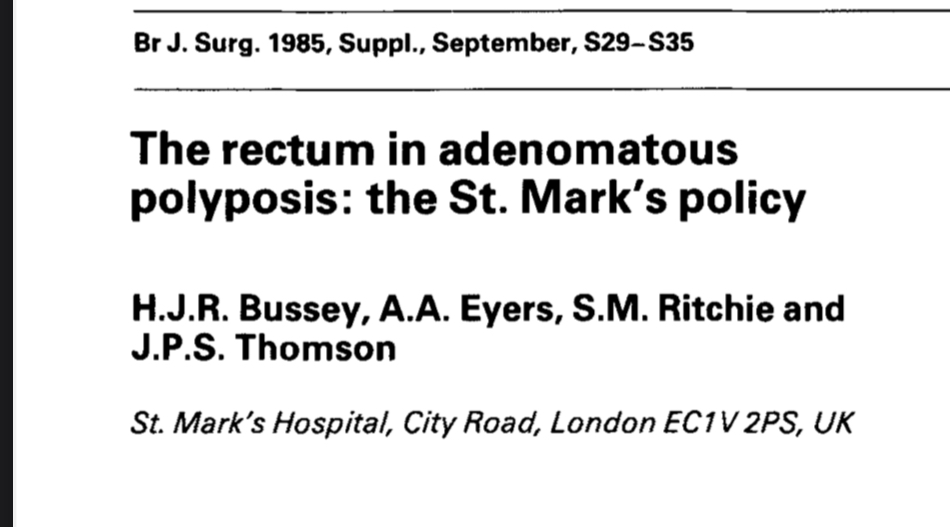 Br J. Surg. 1985, Suppl., September, S29–S35
The rectum in adenomatous
polyposis: the St. Mark's policy
H.J.R. Bussey, A.A. Eyers, S.M. Ritchie and
J.P.S. Thomson
St. Mark's Hospital, City Road, London EC1V 2PS, UK